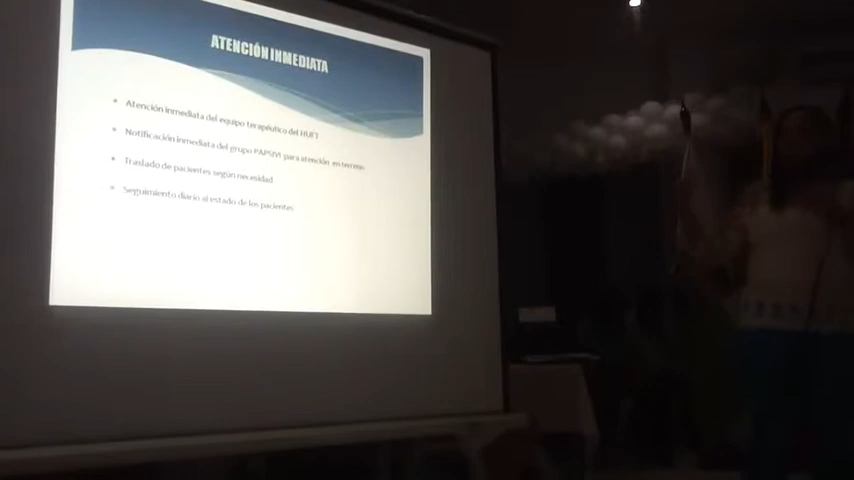 ATENCIÓN INMEDIATA
Atención inmediata del equipo terapéutico del HUFT
Notificación inmediata del grupo PAPSIVI para atención en terreno
Traslado de pacientes según necesidad
Seguimiento diario al estado de los pacientes